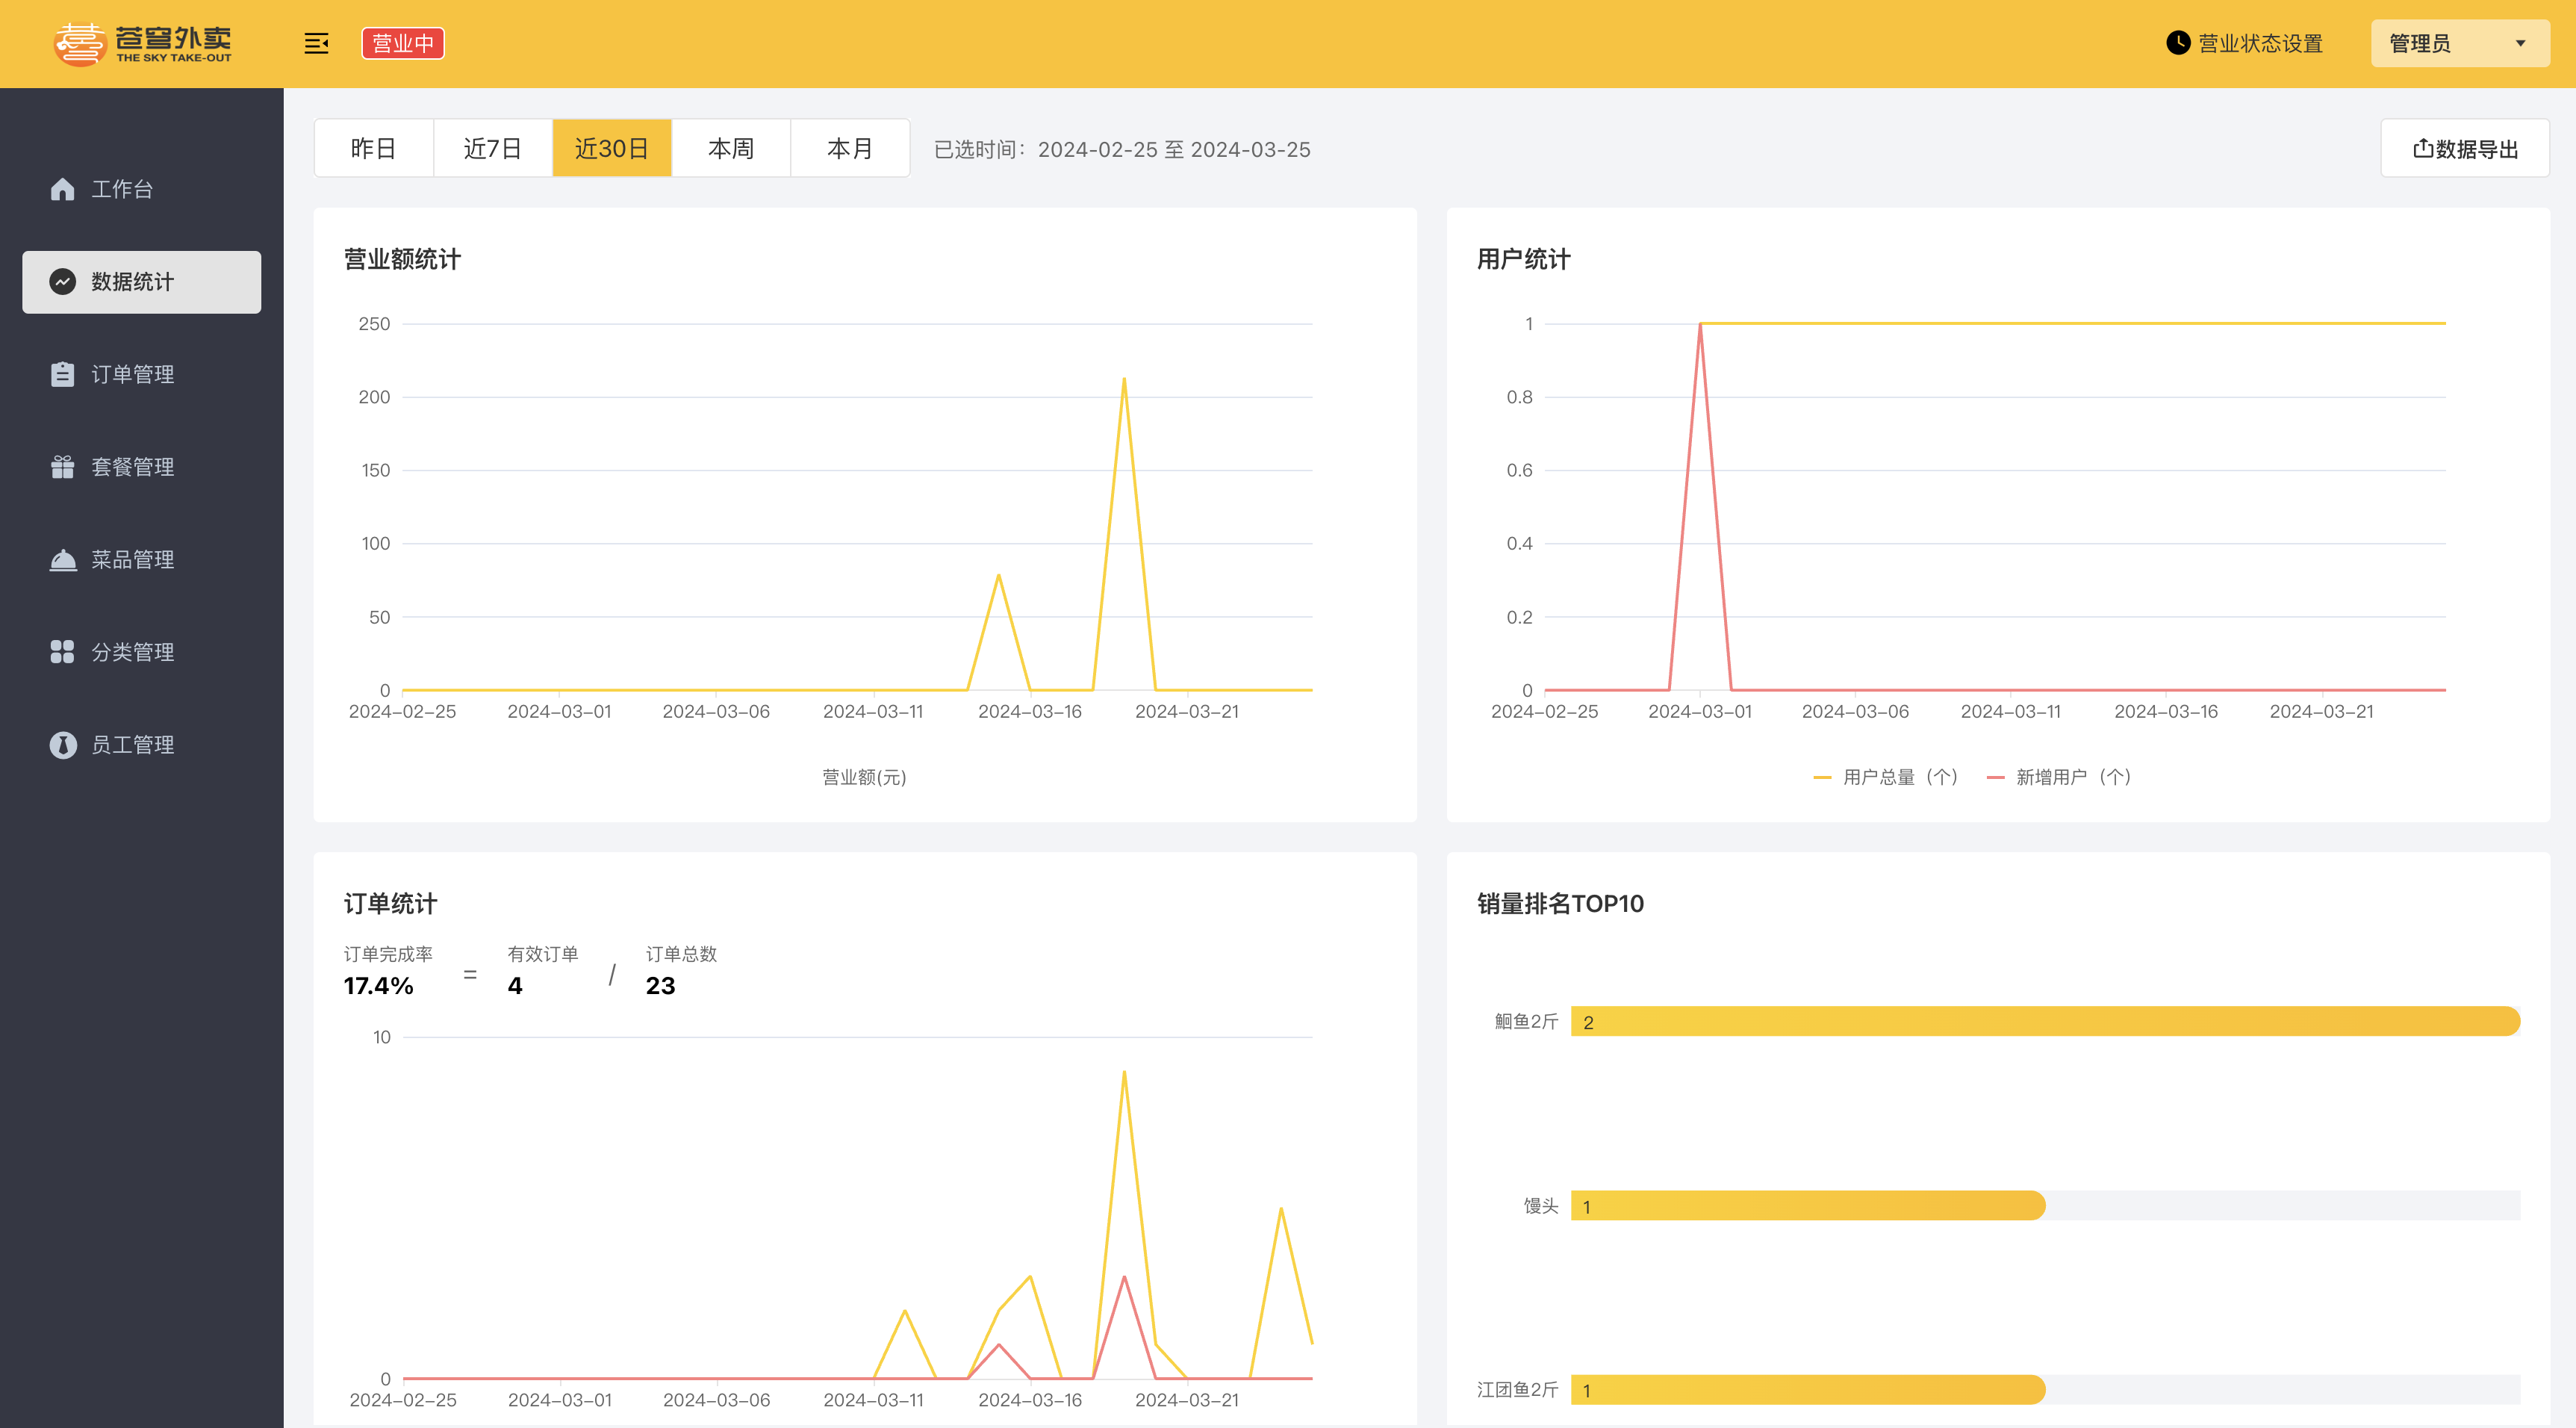 苍穹外卖
THE SKY TAKE-OUT
营业中
营业状态设置
管理员
工作台
数据统计
订单管理
套餐管理
菜品管理
分类管理
员工管理
昨日 近7日 近30日 本周 本月
已选时间：2024-02-25 至 2024-03-25
数据导出
营业额统计
250
200
150
100
50
0
2024-02-25 2024-03-01 2024-03-06 2024-03-11 2024-03-16 2024-03-21
营业额(元)
用户统计
1
0.8
0.6
0.4
0.2
0
2024-02-25 2024-03-01 2024-03-06 2024-03-11 2024-03-16 2024-03-21
用户总量（个） 新增用户（个）
订单统计
订单完成率 有效订单 订单总数
17.4% = 4 / 23
10
0
2024-02-25 2024-03-01 2024-03-06 2024-03-11 2024-03-16 2024-03-21
销量排名TOP10
鮰鱼2斤 2
馒头 1
江团鱼2斤 1